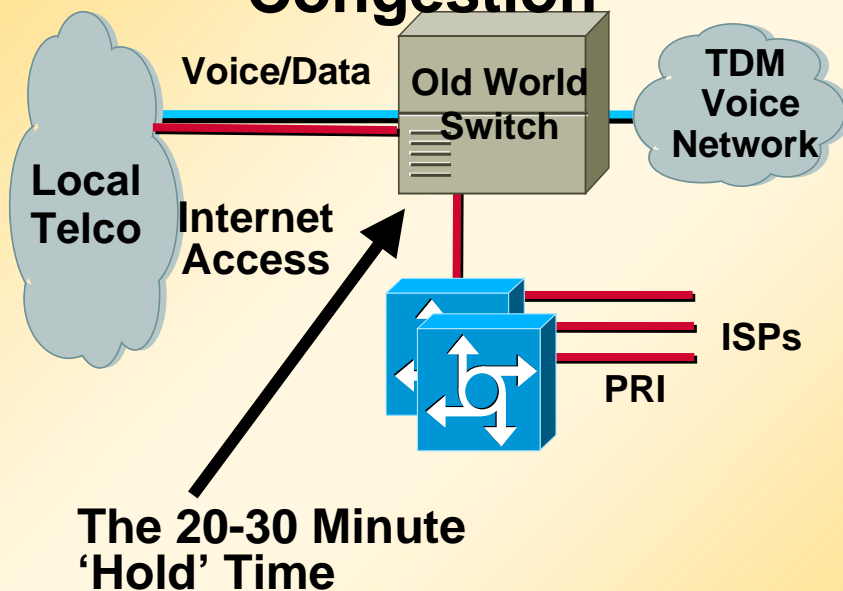 Congestion
Voice/Data
Old World
Switch
TDM
Voice
Network
Local
Telco
Internet
Access
ISPs
PRI
The 20-30 Minute
‘Hold’ Time